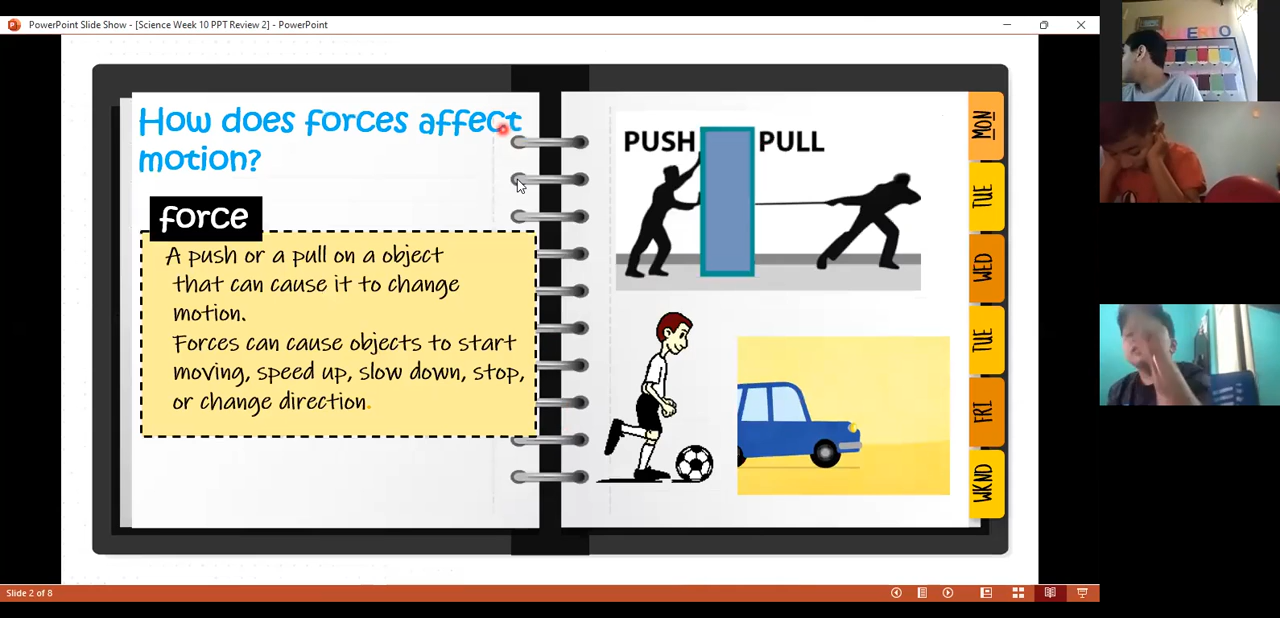 PowerPoint Slide Show - [Science Week 10 PPT Review 2] - PowerPoint
How does forces affect
motion?
force
A push or a pull on a object
that can cause it to change
motion.
Forces can cause objects to start
moving, speed up, slow down, stop,
or change direction.
PUSH
PULL
MON
TUE
WED
TUE
FRI
WKND
Slide 2 of 8